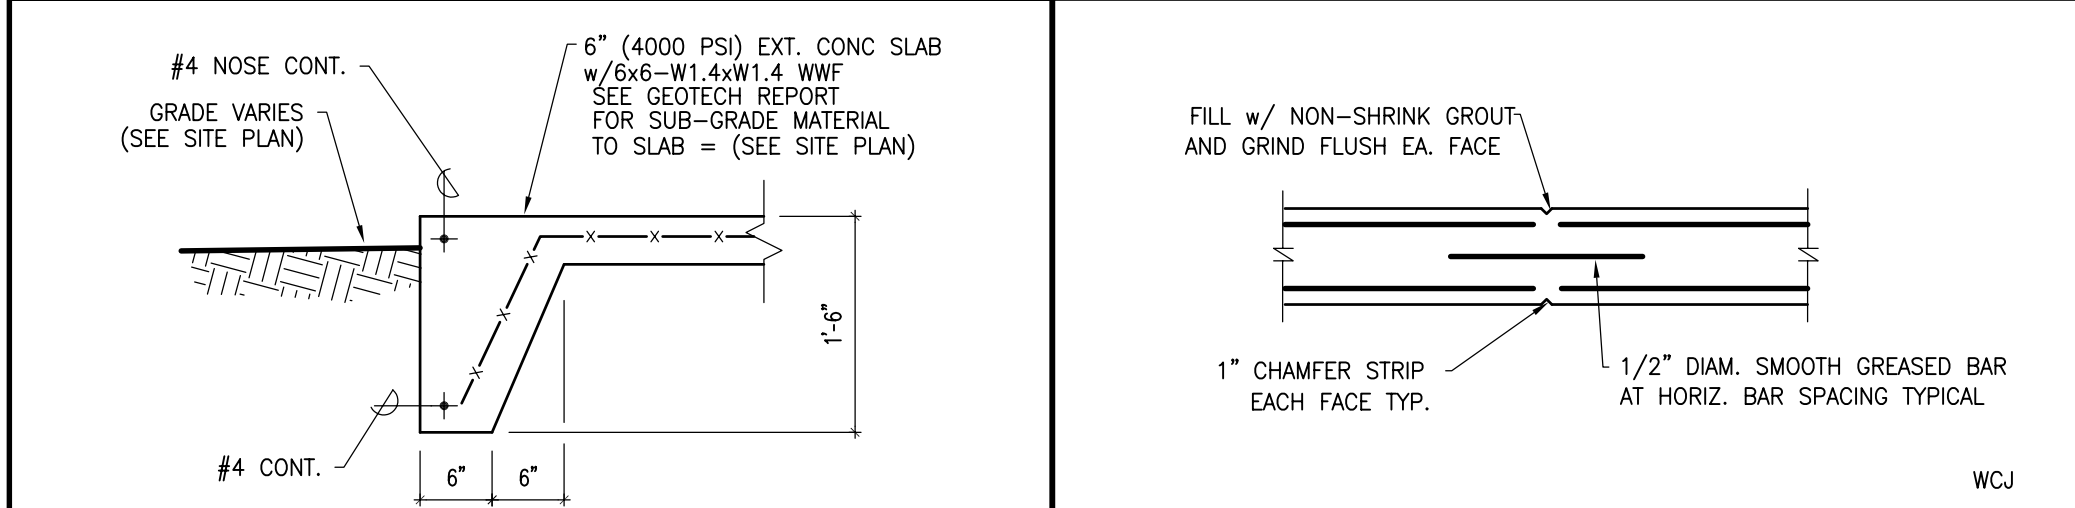 #4 NOSE CONT.
GRADE VARIES
(SEE SITE PLAN)
6" (4000 PSI) EXT. CONC SLAB
w/6x6-W1.4xW1.4 WWF
SEE GEOTECH REPORT
FOR SUB-GRADE MATERIAL
TO SLAB = (SEE SITE PLAN)
X X X
X
X
X
1'-6"
#4 CONT.
6" 6"
FILL w/ NON-SHRINK GROUT
AND GRIND FLUSH EA. FACE
1" CHAMFER STRIP
EACH FACE TYP.
1/2" DIAM. SMOOTH GREASED BAR
AT HORIZ. BAR SPACING TYPICAL
WCJ